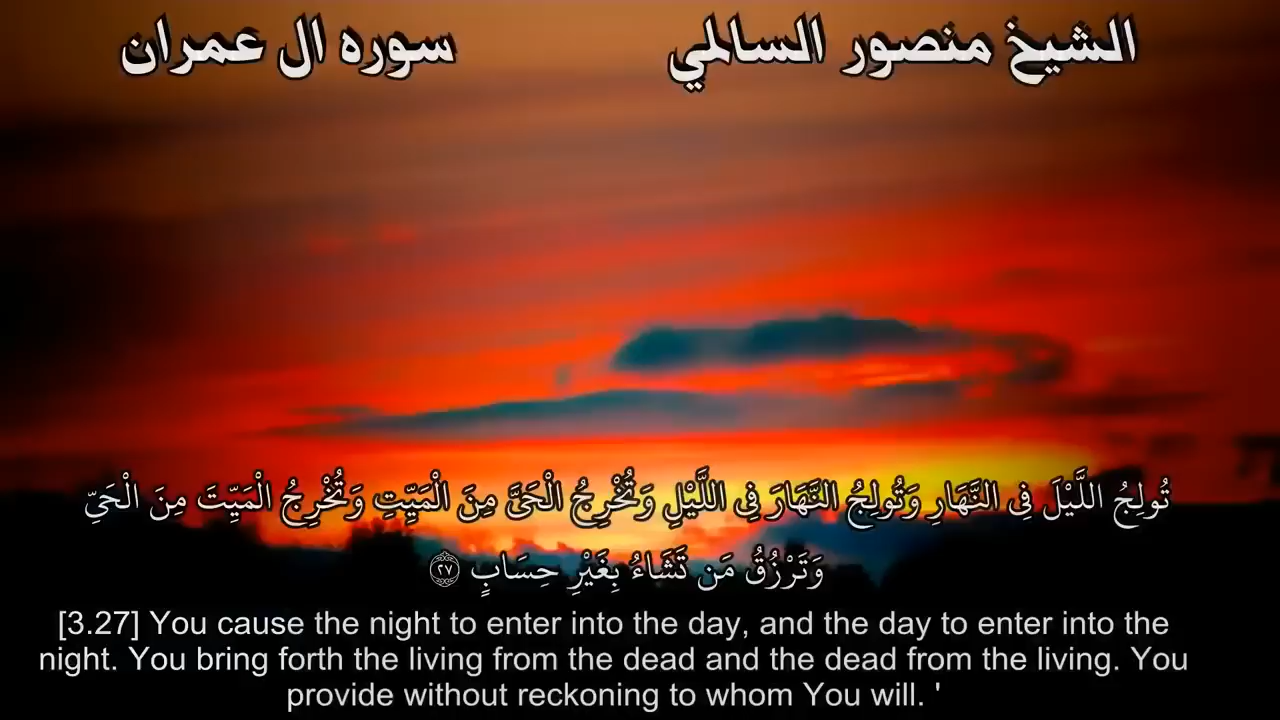 الشيخ منصور السالمي
سوره ال عمران
تُولِجُ اللَّيْلَ فِي النَّهَارِ وَتُولِجُ النَّهَارَ فِي اللَّيْلِ وَتُخْرِجُ الْحَيَّ مِنَ الْمَيِّتِ وَتُخْرِجُ الْمَيِّتَ مِنَ الْحَيِّ
وَتَرْزُقُ مَن تَشَاءُ بِغَيْرِ حِسَابٍ ٢٧
[3.27] You cause the night to enter into the day, and the day to enter into the
night. You bring forth the living from the dead and the dead from the living. You
provide without reckoning to whom You will. '